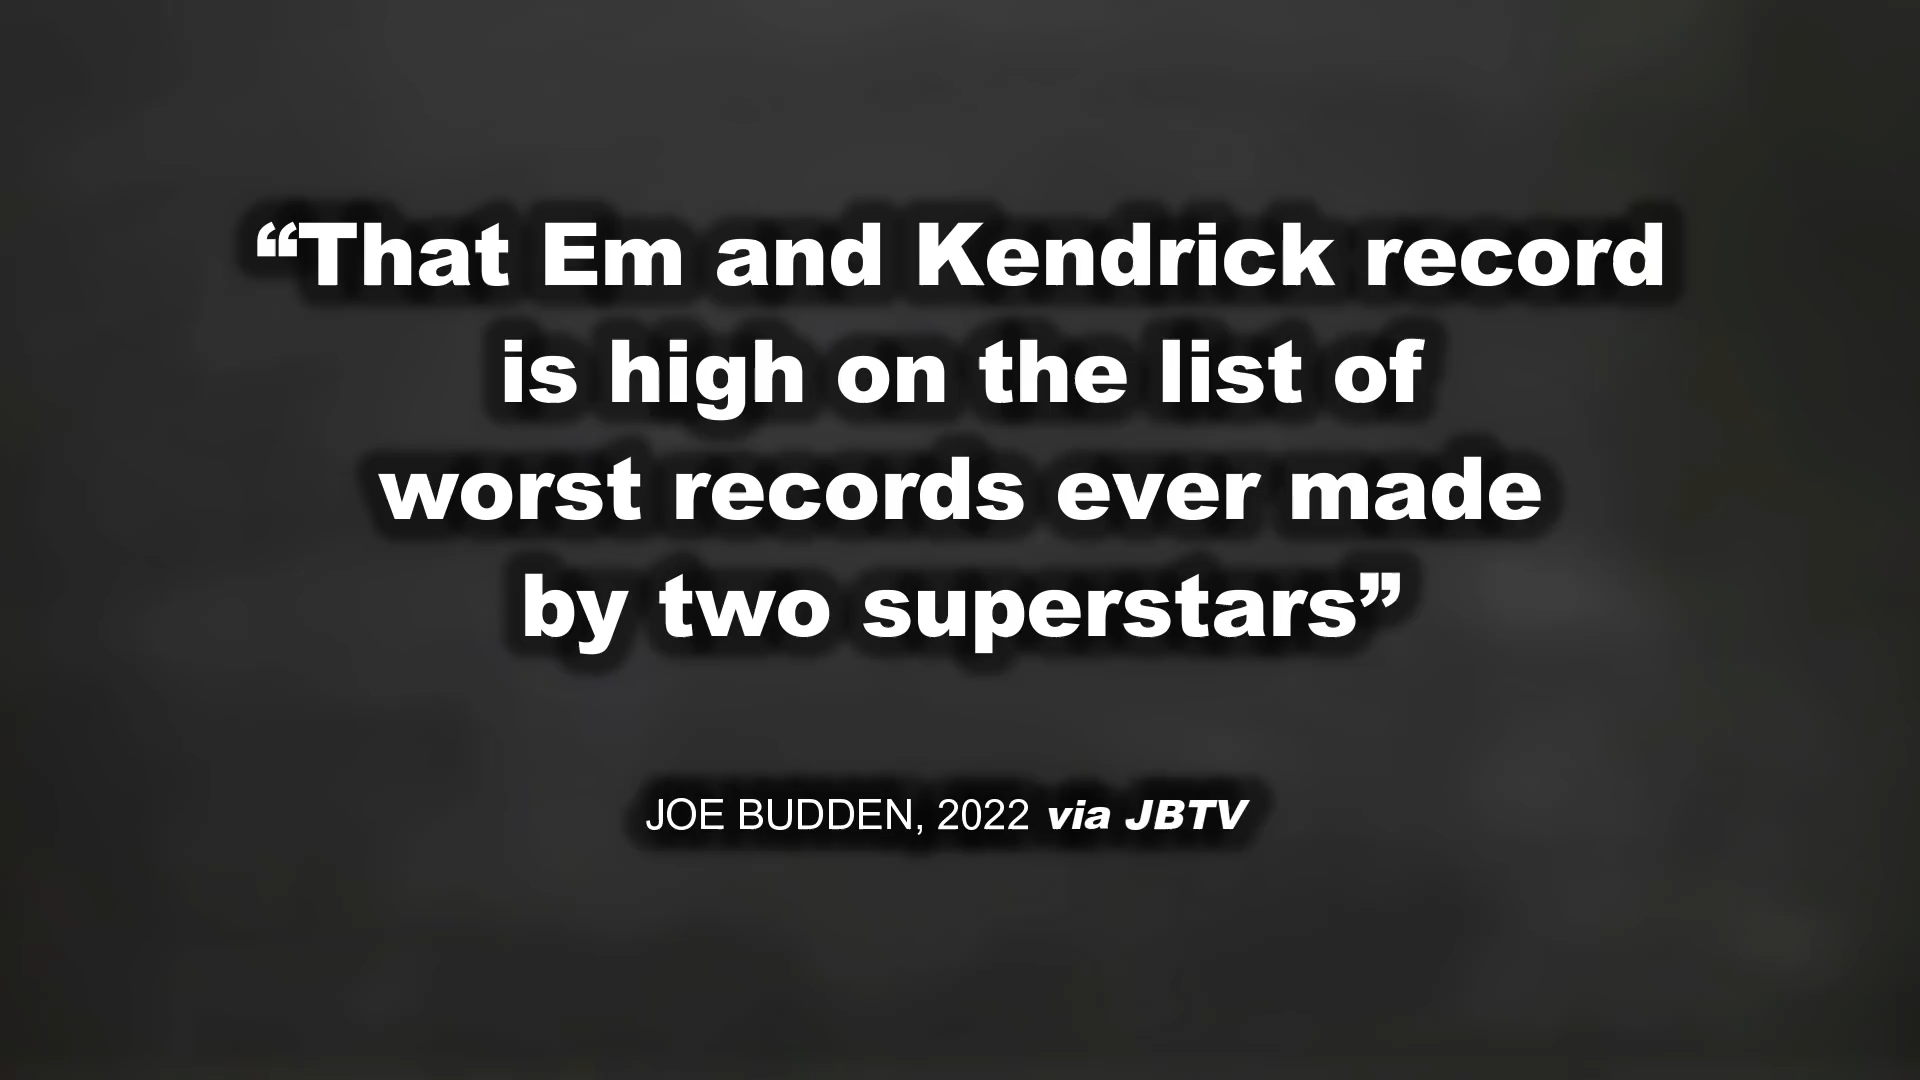 “That Em and Kendrick record
is high on the list of
worst records ever made
by two superstars”
JOE BUDDEN, 2022 via JBTV